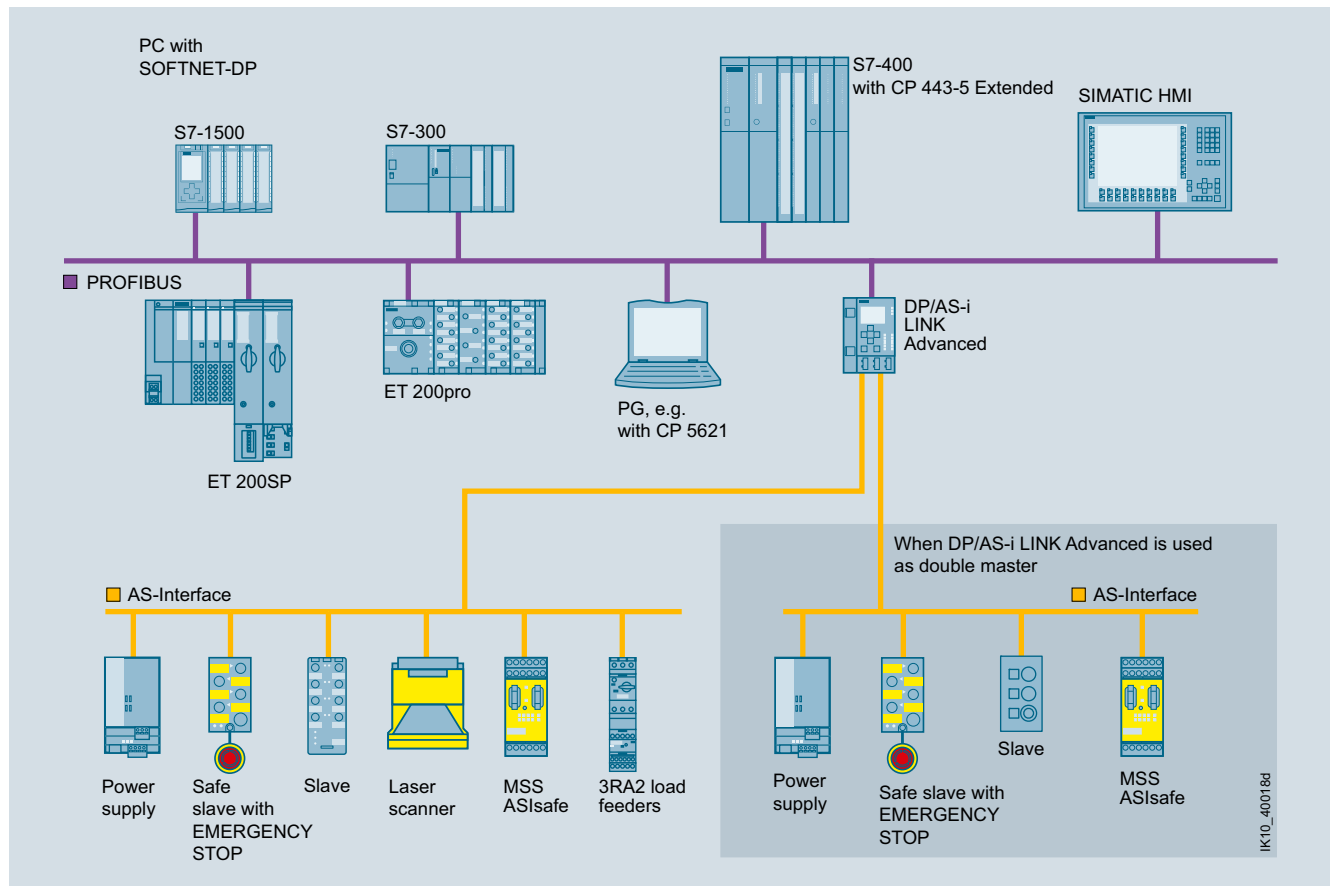 PC with
SOFTNET-DP
S7-400
with CP 443-5 Extended
SIMATIC HMI
S7-1500
S7-300
PROFIBUS
DP/AS-i
LINK
Advanced
ET 200pro
PG, e.g.
with CP 5621
ET 200SP
When DP/AS-i LINK Advanced is used
as double master
AS-Interface
AS-Interface
Power
supply
Safe
slave with
EMERGENCY
STOP
Slave
Laser
scanner
MSS
ASIsafe
3RA2 load
feeders
Power
supply
Safe slave with
EMERGENCY
STOP
Slave
MSS
ASIsafe
IK10_40018d